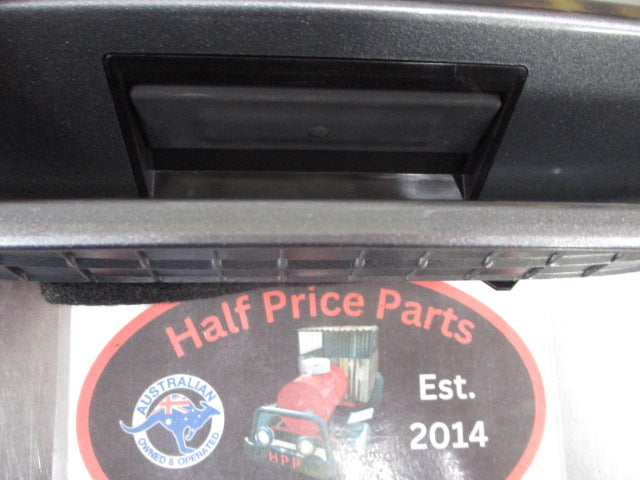 Half Price Parts
Est.
2014
AUSTRALIAN
OWNED & OPERATED
HPP